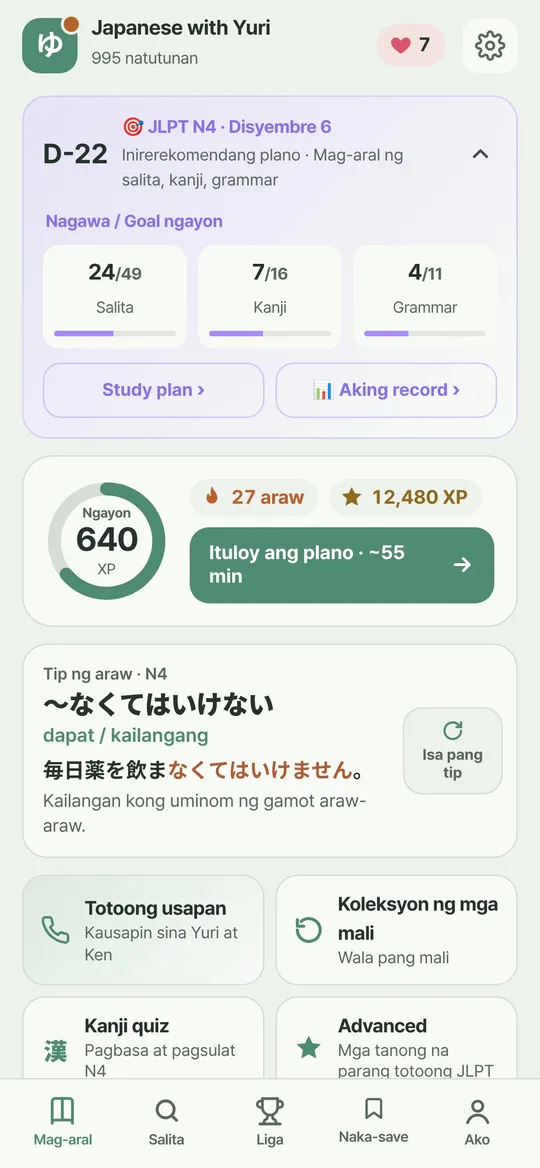 ゆ
Japanese with Yuri
995 natutunan
7
🎯 JLPT N4 · Disyembre 6
D-22
Inirerekomendang plano · Mag-aral ng
salita, kanji, grammar
Nagawa / Goal ngayon
24/49
Salita
7/16
Kanji
4/11
Grammar
Study plan ›
📊 Aking record ›
Ngayon
640
XP
27 araw
12,480 XP
Ituloy ang plano · ~55
min
Tip ng araw · N4
〜なくてはいけない
dapat / kailangang
毎日薬を飲まなくてはいけません。
Kailangan kong uminom ng gamot araw-
araw.
Isa pang
tip
Totoong usapan
Kausapin sina Yuri at
Ken
Koleksyon ng mga
mali
Wala pang mali
漢
Kanji quiz
Pagbasa at pagsulat
N4
Advanced
Mga tanong na
parang totoong JLPT
Mag-aral
Salita
Liga
Naka-save
Ako